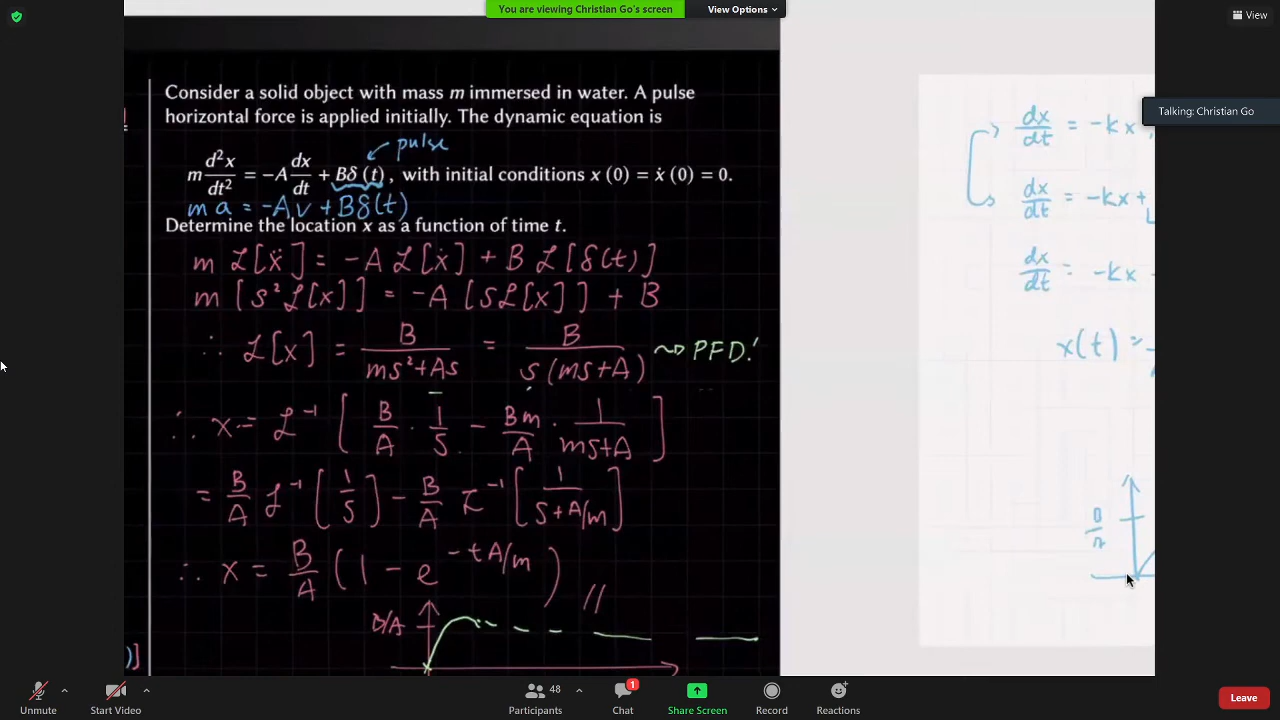 You are viewing Christian Go's screen
View Options
View
Talking: Christian Go
Consider a solid object with mass m immersed in water. A pulse
horizontal force is applied initially. The dynamic equation is
pulse
m d²x/dt² = −A dx/dt + Bδ (t), with initial conditions x (0) = ẋ (0) = 0.
m a = -Av + Bδ(t)
Determine the location x as a function of time t.
m ℒ[ẍ] = -A ℒ[ẋ] + B ℒ[δ(t)]
m [s² ℒ[x]] = -A [sℒ[x]] + B
∴ ℒ[x] = B/(ms²+As) = B/(s(ms+A)) ⇝ PFD!
∴ x = ℒ⁻¹ [ B/A · 1/s - Bm/A · 1/(ms+A) ]
= B/A ℒ⁻¹ [1/s] - B/A ℒ⁻¹ [1/(s+A/m)]
∴ x = B/A (1 - e^(-tA/m)) //
B/A
)]
dx/dt = -kx
dx/dt = -kx +
dx/dt = -kx
x(t) =
Unmute
Start Video
48
Participants
1
Chat
Share Screen
Record
Reactions
Leave